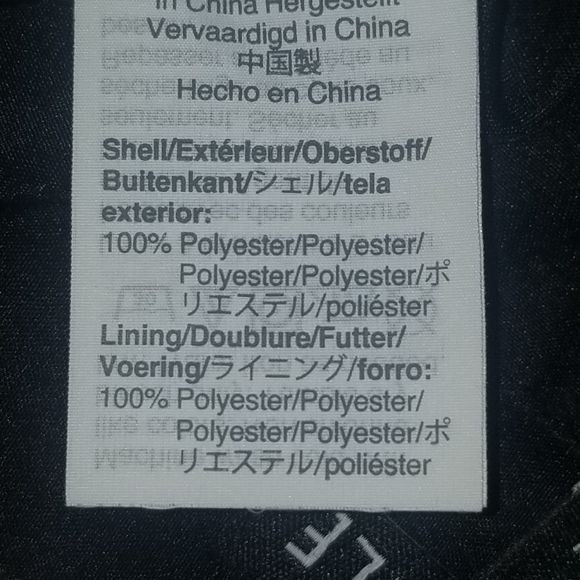 in China Hergestellt
Vervaardigd in China
中国製
Hecho en China
Shell/Extérieur/Oberstoff/
Buitenkant/シェル/tela
exterior:
100% Polyester/Polyester/
Polyester/Polyester/ポ
リエステル/poliéster
Lining/Doublure/Futter/
Voering/ライニング/forro:
100% Polyester/Polyester/
Polyester/Polyester/ポ
リエステル/poliéster